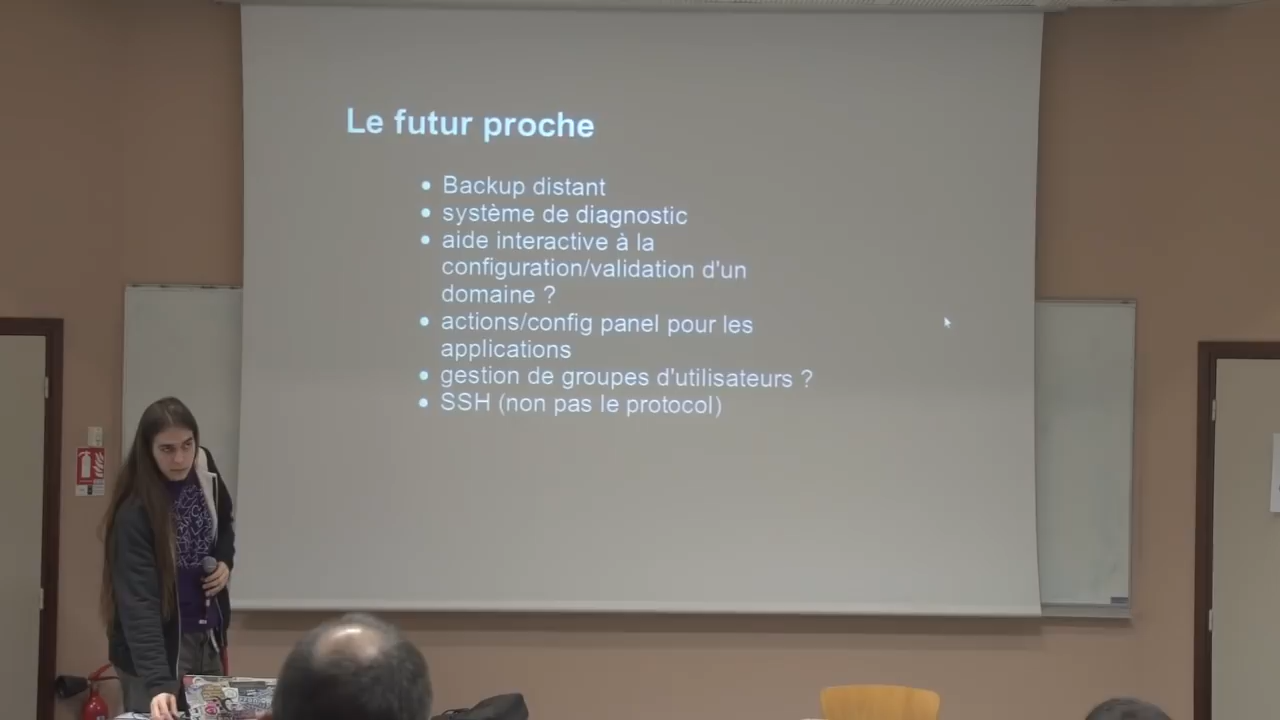 Le futur proche
Backup distant
système de diagnostic
aide interactive à la
configuration/validation d'un
domaine ?
actions/config panel pour les
applications
gestion de groupes d'utilisateurs ?
SSH (non pas le protocol)